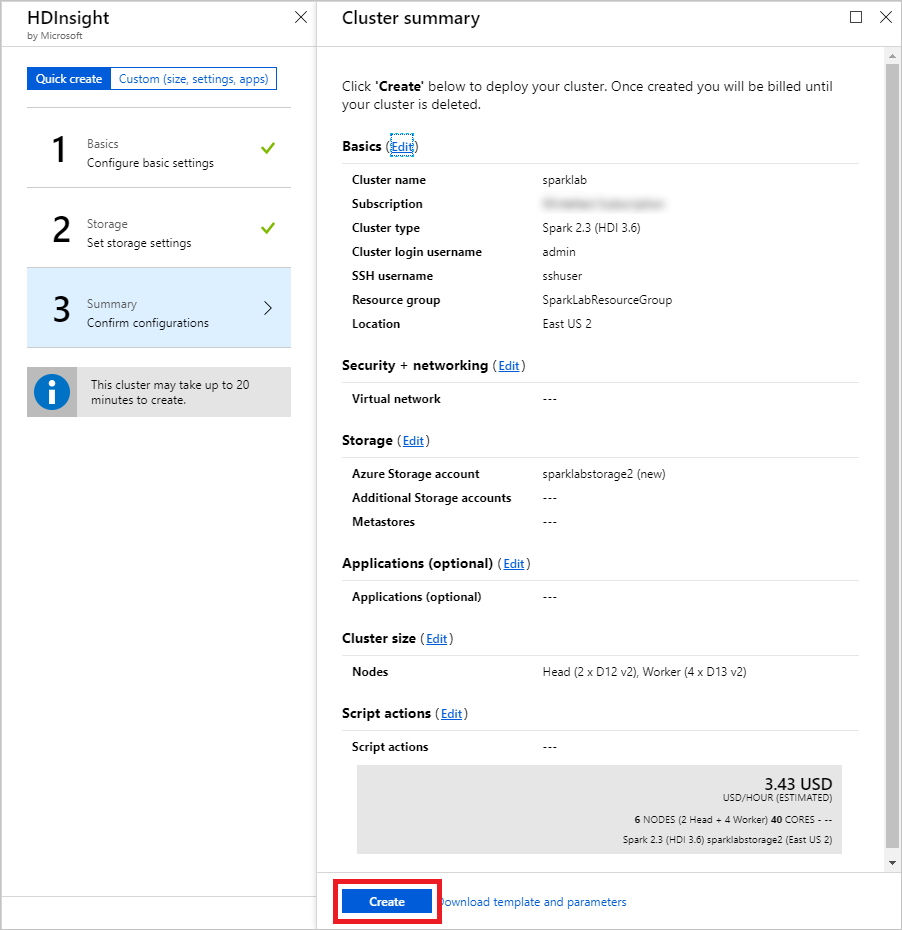 HDInsight
by Microsoft
Quick create
Custom (size, settings, apps)
1
Basics
Configure basic settings
2
Storage
Set storage settings
3
Summary
Confirm configurations
This cluster may take up to 20
minutes to create.
Cluster summary
Click 'Create' below to deploy your cluster. Once created you will be billed until
your cluster is deleted.
Basics (Edit)
Cluster name sparklab
Subscription
Cluster type Spark 2.3 (HDI 3.6)
Cluster login username admin
SSH username sshuser
Resource group SparkLabResourceGroup
Location East US 2
Security + networking (Edit)
Virtual network ---
Storage (Edit)
Azure Storage account sparklabstorage2 (new)
Additional Storage accounts ---
Metastores ---
Applications (optional) (Edit)
Applications (optional) ---
Cluster size (Edit)
Nodes Head (2 x D12 v2), Worker (4 x D13 v2)
Script actions (Edit)
Script actions ---
3.43 USD
USD/HOUR (ESTIMATED)
6 NODES (2 Head + 4 Worker) 40 CORES - --
Spark 2.3 (HDI 3.6) sparklabstorage2 (East US 2)
Create
Download template and parameters